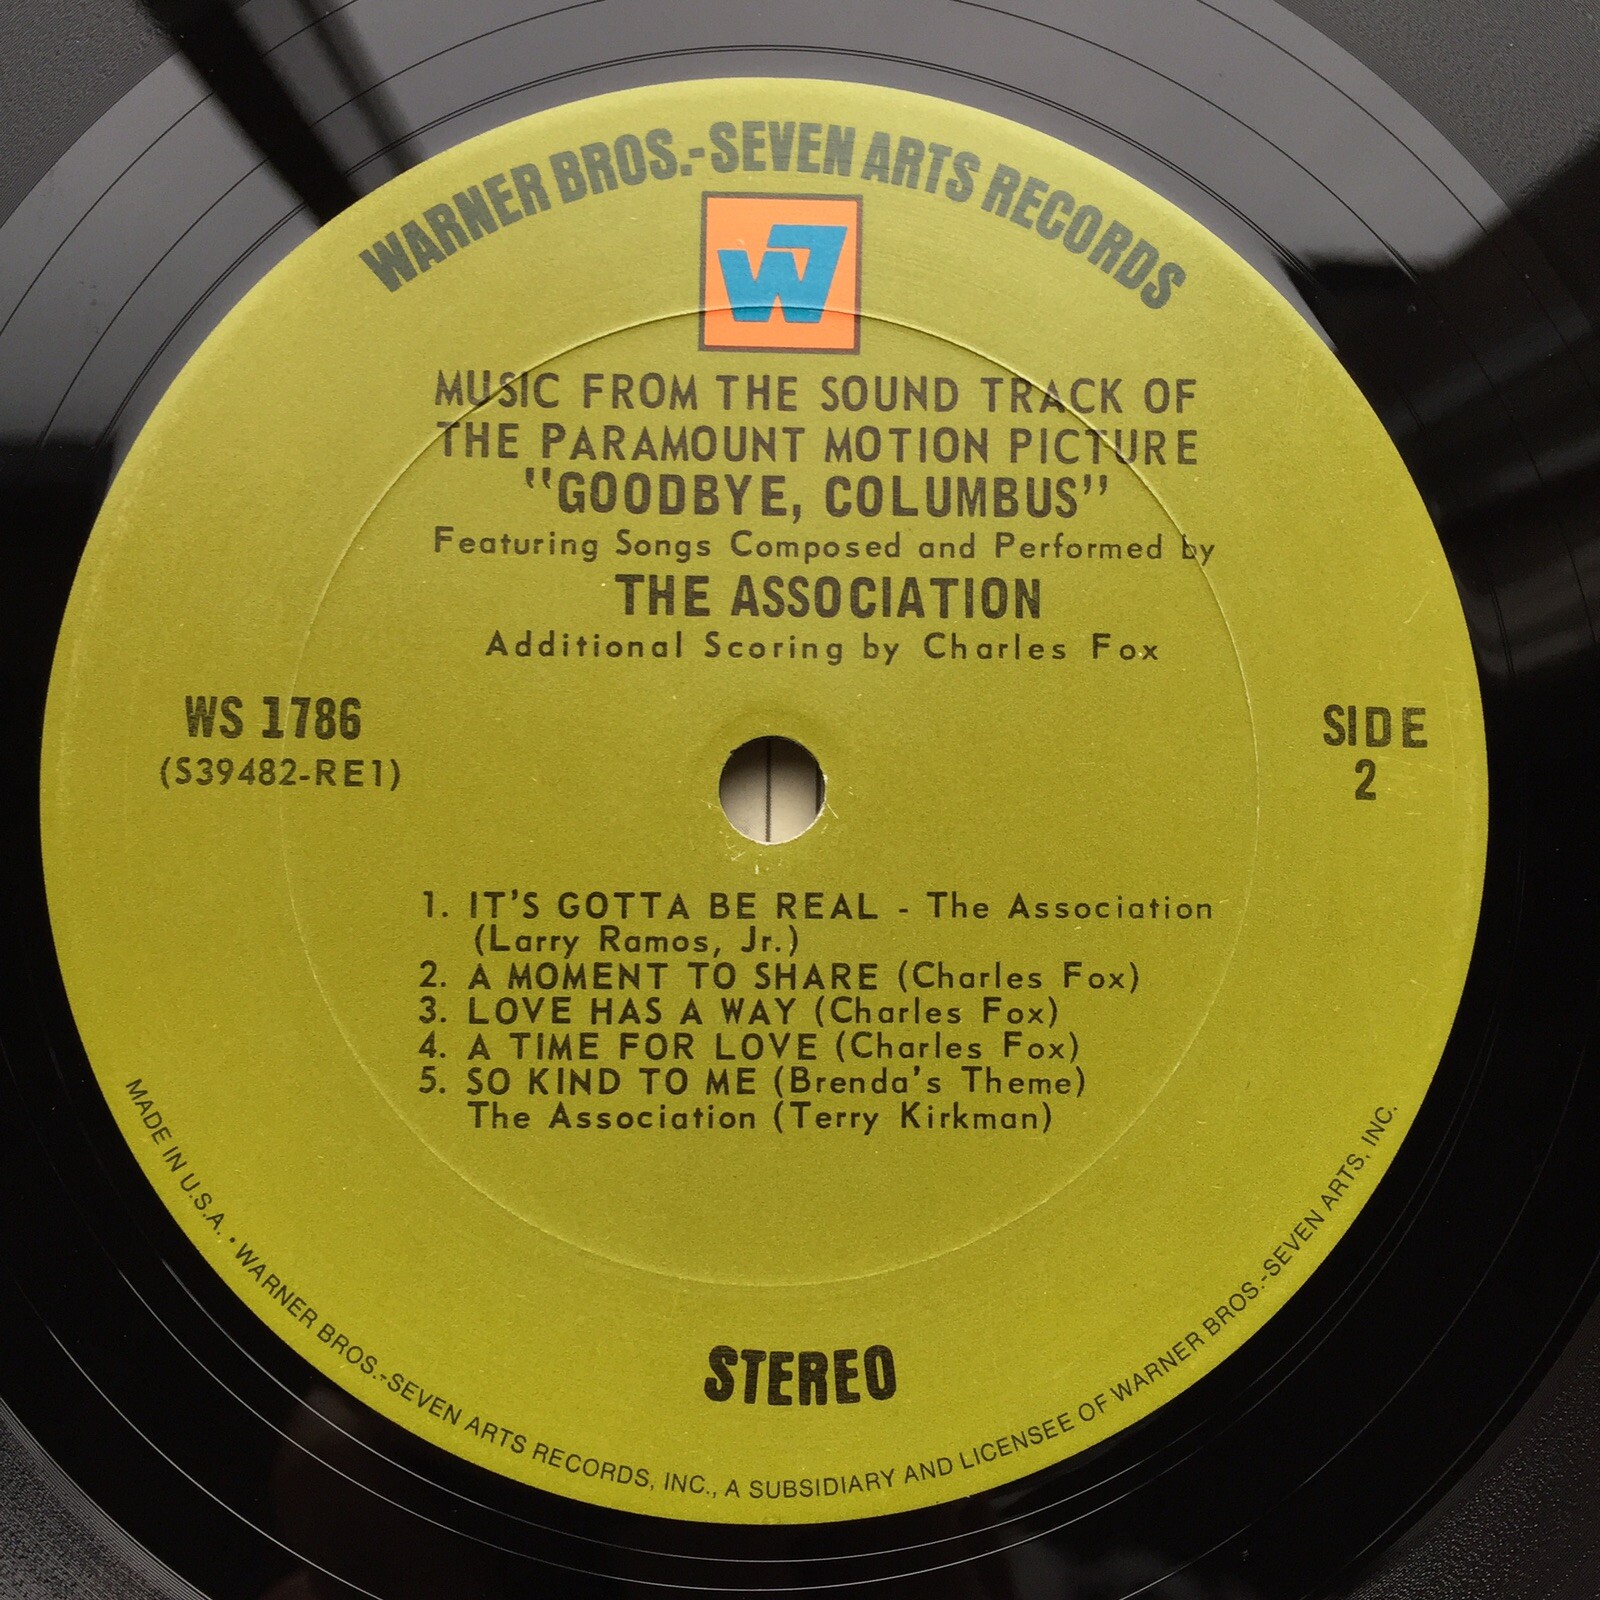 WARNER BROS.-SEVEN ARTS RECORDS
W7
MUSIC FROM THE SOUND TRACK OF
THE PARAMOUNT MOTION PICTURE
"GOODBYE, COLUMBUS"
Featuring Songs Composed and Performed by
THE ASSOCIATION
Additional Scoring by Charles Fox
WS 1786
(S39482-RE1)
SIDE
2
1. IT'S GOTTA BE REAL - The Association
(Larry Ramos, Jr.)
2. A MOMENT TO SHARE (Charles Fox)
3. LOVE HAS A WAY (Charles Fox)
4. A TIME FOR LOVE (Charles Fox)
5. SO KIND TO ME (Brenda's Theme)
The Association (Terry Kirkman)
STEREO
MADE IN U.S.A. • WARNER BROS.-SEVEN ARTS RECORDS, INC., A SUBSIDIARY AND LICENSEE OF WARNER BROS.-SEVEN ARTS, INC.